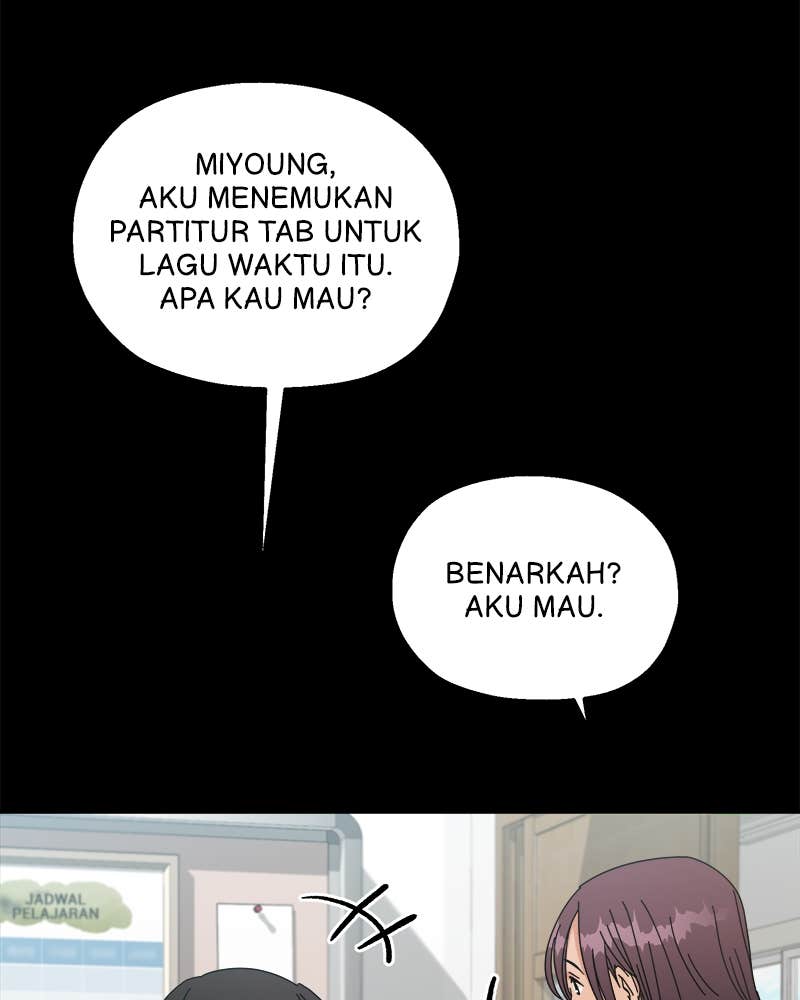 MIYOUNG,
AKU MENEMUKAN
PARTITUR TAB UNTUK
LAGU WAKTU ITU.
APA KAU MAU?
BENARKAH?
AKU MAU.
JADWAL
PELAJARAN